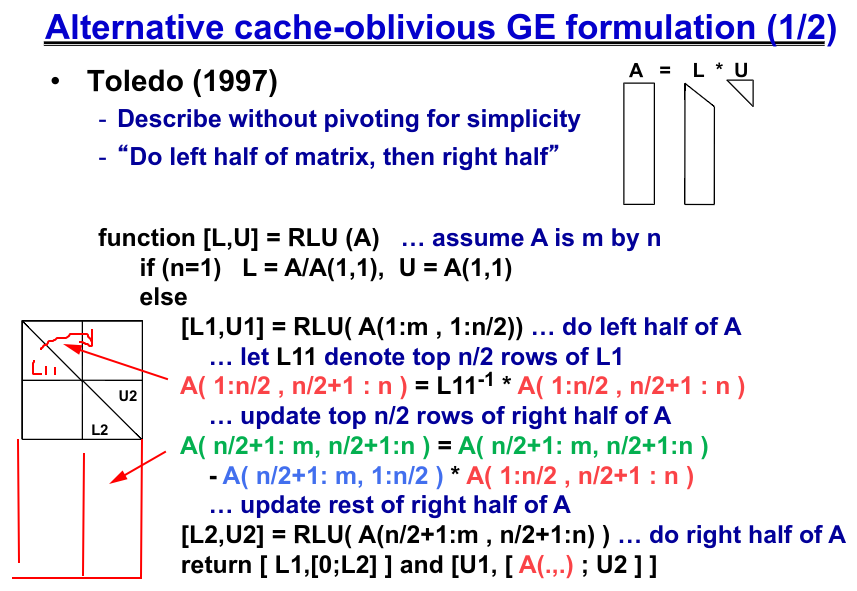 Alternative cache-oblivious GE formulation (1/2)
• Toledo (1997)
- Describe without pivoting for simplicity
- “Do left half of matrix, then right half”
A = L * U
function [L,U] = RLU (A) … assume A is m by n
if (n=1) L = A/A(1,1), U = A(1,1)
else
[L1,U1] = RLU( A(1:m , 1:n/2)) … do left half of A
… let L11 denote top n/2 rows of L1
A( 1:n/2 , n/2+1 : n ) = L11⁻¹ * A( 1:n/2 , n/2+1 : n )
… update top n/2 rows of right half of A
A( n/2+1: m, n/2+1:n ) = A( n/2+1: m, n/2+1:n )
- A( n/2+1: m, 1:n/2 ) * A( 1:n/2 , n/2+1 : n )
… update rest of right half of A
[L2,U2] = RLU( A(n/2+1:m , n/2+1:n) ) … do right half of A
return [ L1,[0;L2] ] and [U1, [ A(.,.) ; U2 ] ]
L11
U2
L2